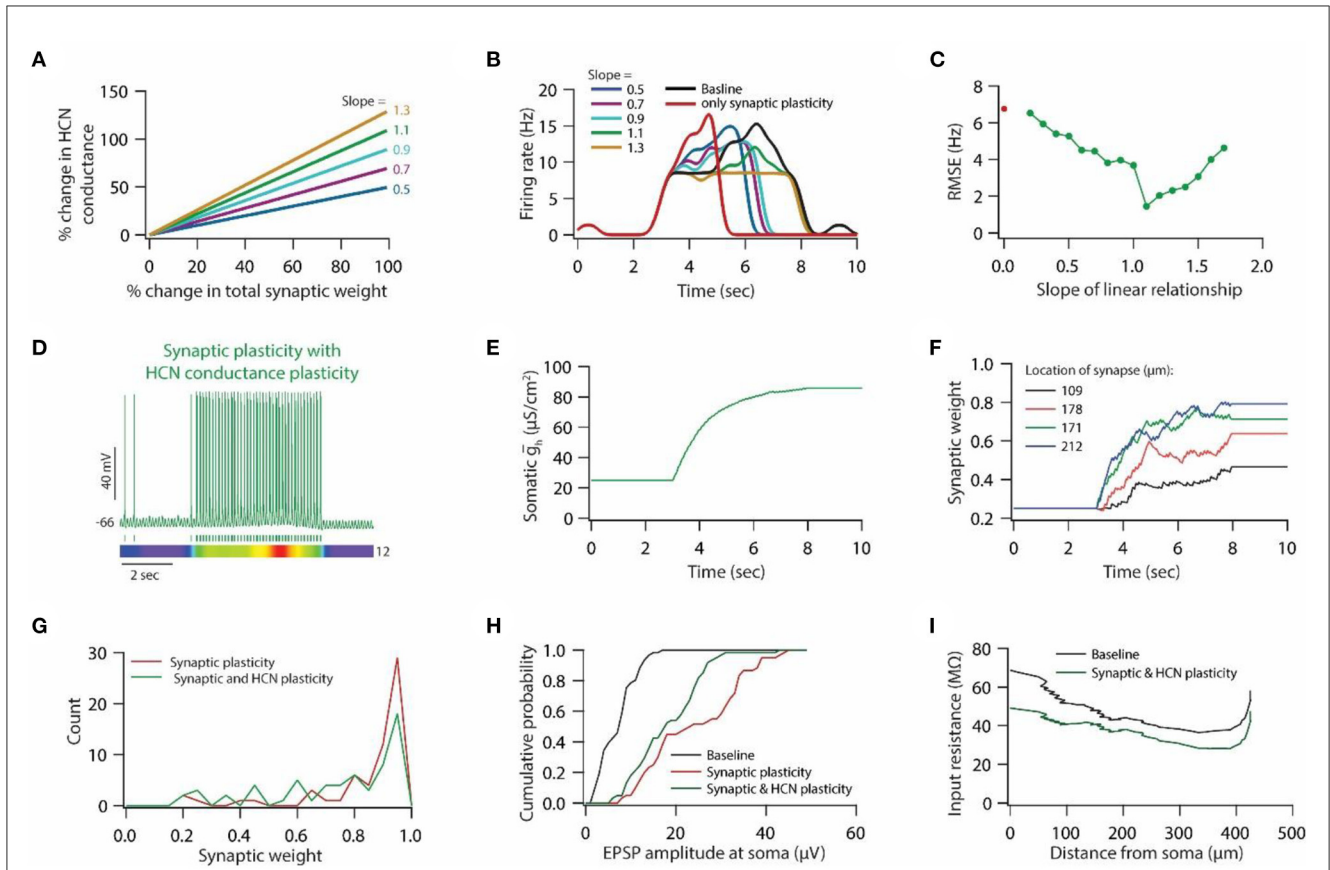 A
% change in HCN
conductance
150
100
50
0
Slope =
1.3
1.1
0.9
0.7
0.5
0 20 40 60 80 100
% change in total synaptic weight
B
Firing rate (Hz)
20
15
10
5
0
Slope =
0.5
0.7
0.9
1.1
1.3
Basline
only synaptic plasticity
0 2 4 6 8 10
Time (sec)
C
RMSE (Hz)
8
6
4
2
0
0.0 0.5 1.0 1.5 2.0
Slope of linear relationship
D
Synaptic plasticity with
HCN conductance plasticity
40 mV
-66
12
2 sec
E
Somatic g̅h (µS/cm²)
100
80
60
40
20
0
0 2 4 6 8 10
Time (sec)
F
Synaptic weight
1.0
0.8
0.6
0.4
0.2
Location of synapse (µm):
109
178
171
212
0 2 4 6 8 10
Time (sec)
G
Count
30
20
10
0
Synaptic plasticity
Synaptic and HCN plasticity
0.0 0.2 0.4 0.6 0.8 1.0
Synaptic weight
H
Cumulative probability
1.0
0.8
0.6
0.4
0.2
0.0
Baseline
Synaptic plasticity
Synaptic & HCN plasticity
0 20 40 60
EPSP amplitude at soma (µV)
I
Input resistance (MΩ)
80
60
40
20
0
Baseline
Synaptic & HCN plasticity
0 100 200 300 400 500
Distance from soma (µm)